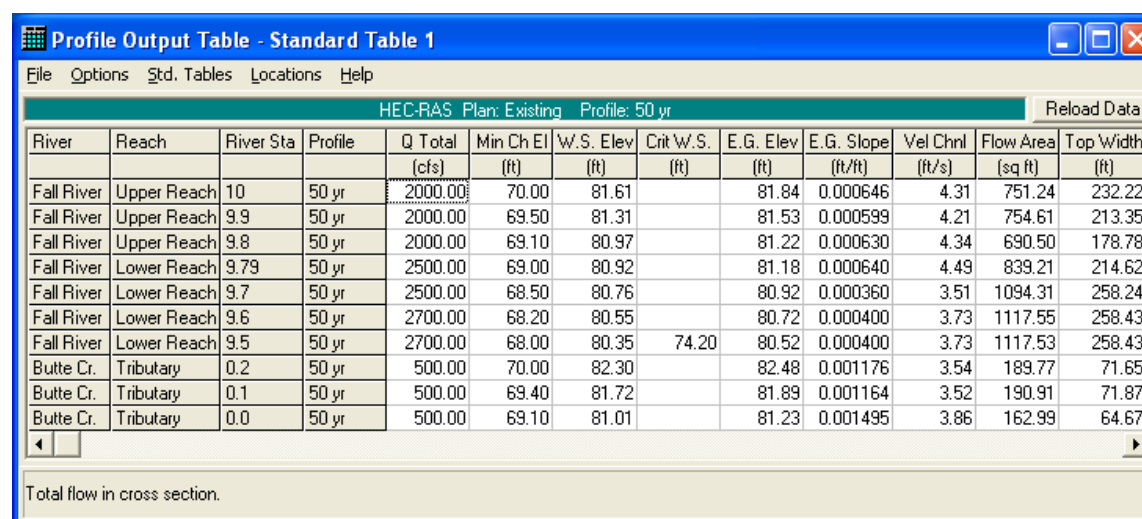 Profile Output Table - Standard Table 1
File Options Std. Tables Locations Help
HEC-RAS Plan: Existing Profile: 50 yr Reload Data
River Reach River Sta Profile Q Total Min Ch El W.S. Elev Crit W.S. E.G. Elev E.G. Slope Vel Chnl Flow Area Top Width
(cfs) (ft) (ft) (ft) (ft) (ft/ft) (ft/s) (sq ft) (ft)
Fall River Upper Reach 10 50 yr 2000.00 70.00 81.61 81.84 0.000646 4.31 751.24 232.22
Fall River Upper Reach 9.9 50 yr 2000.00 69.50 81.31 81.53 0.000599 4.21 754.61 213.35
Fall River Upper Reach 9.8 50 yr 2000.00 69.10 80.97 81.22 0.000630 4.34 690.50 178.78
Fall River Lower Reach 9.79 50 yr 2500.00 69.00 80.92 81.18 0.000640 4.49 839.21 214.62
Fall River Lower Reach 9.7 50 yr 2500.00 68.50 80.76 80.92 0.000360 3.51 1094.31 258.24
Fall River Lower Reach 9.6 50 yr 2700.00 68.20 80.55 80.72 0.000400 3.73 1117.55 258.43
Fall River Lower Reach 9.5 50 yr 2700.00 68.00 80.35 74.20 80.52 0.000400 3.73 1117.53 258.43
Butte Cr. Tributary 0.2 50 yr 500.00 70.00 82.30 82.48 0.001176 3.54 189.77 71.65
Butte Cr. Tributary 0.1 50 yr 500.00 69.40 81.72 81.89 0.001164 3.52 190.91 71.87
Butte Cr. Tributary 0.0 50 yr 500.00 69.10 81.01 81.23 0.001495 3.86 162.99 64.67
Total flow in cross section.